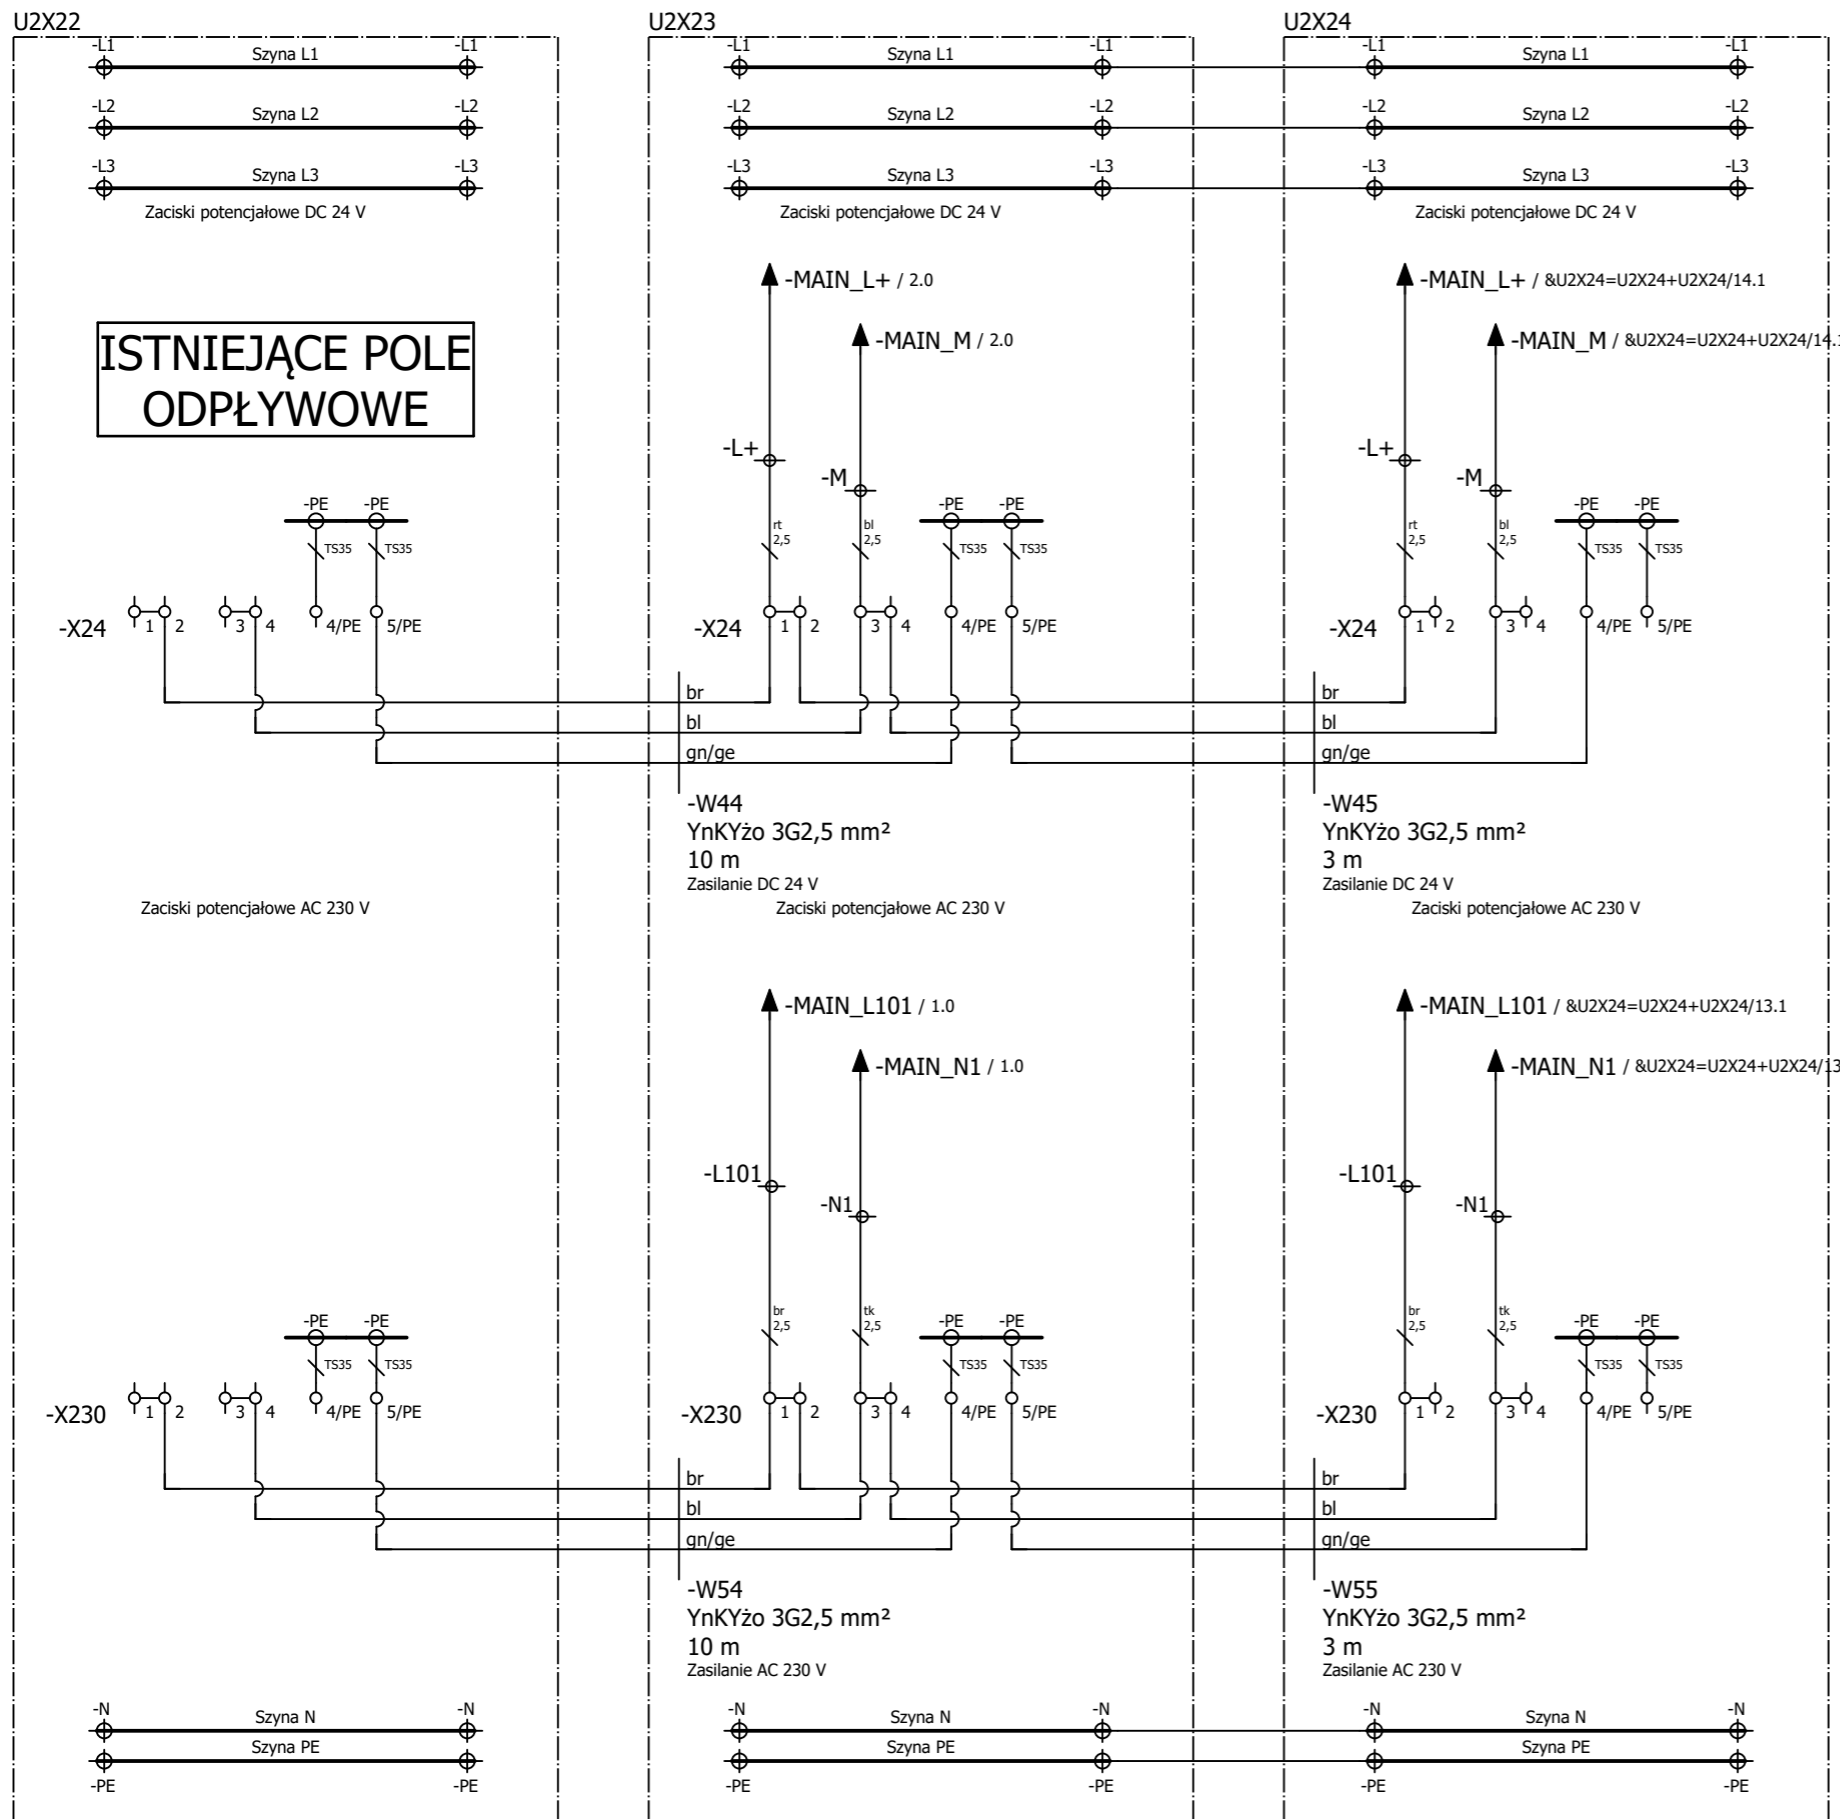 U2X22
U2X23
U2X24
-L1 Szyna L1 -L1
-L1 Szyna L1 -L1
-L1 Szyna L1 -L1
-L2 Szyna L2 -L2
-L2 Szyna L2 -L2
-L2 Szyna L2 -L2
-L3 Szyna L3 -L3
-L3 Szyna L3 -L3
-L3 Szyna L3 -L3
Zaciski potencjałowe DC 24 V
Zaciski potencjałowe DC 24 V
Zaciski potencjałowe DC 24 V
-MAIN_L+ / 2.0
-MAIN_L+ / &U2X24=U2X24+U2X24/14.1
-MAIN_M / 2.0
-MAIN_M / &U2X24=U2X24+U2X24/14.1
ISTNIEJĄCE POLE
ODPŁYWOWE
-L+
-M
-L+
-M
-PE -PE
-PE -PE
-PE -PE
TS35 TS35
rt
2,5
bl
2,5
TS35 TS35
rt
2,5
bl
2,5
TS35 TS35
-X24 1 2 3 4 4/PE 5/PE
-X24 1 2 3 4 4/PE 5/PE
-X24 1 2 3 4 4/PE 5/PE
br
bl
gn/ge
br
bl
gn/ge
-W44
YnKYżo 3G2,5 mm²
10 m
Zasilanie DC 24 V
-W45
YnKYżo 3G2,5 mm²
3 m
Zasilanie DC 24 V
Zaciski potencjałowe AC 230 V
Zaciski potencjałowe AC 230 V
Zaciski potencjałowe AC 230 V
-MAIN_L101 / 1.0
-MAIN_L101 / &U2X24=U2X24+U2X24/13.1
-MAIN_N1 / 1.0
-MAIN_N1 / &U2X24=U2X24+U2X24/13
-L101
-N1
-L101
-N1
-PE -PE
-PE -PE
-PE -PE
TS35 TS35
br
2,5
tk
2,5
TS35 TS35
br
2,5
tk
2,5
TS35 TS35
-X230 1 2 3 4 4/PE 5/PE
-X230 1 2 3 4 4/PE 5/PE
-X230 1 2 3 4 4/PE 5/PE
br
bl
gn/ge
br
bl
gn/ge
-W54
YnKYżo 3G2,5 mm²
10 m
Zasilanie AC 230 V
-W55
YnKYżo 3G2,5 mm²
3 m
Zasilanie AC 230 V
-N Szyna N -N
-N Szyna N -N
-N Szyna N -N
Szyna PE
Szyna PE
Szyna PE
-PE -PE
-PE -PE
-PE -PE